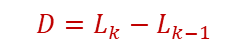 D = L_k − L_{k−1}